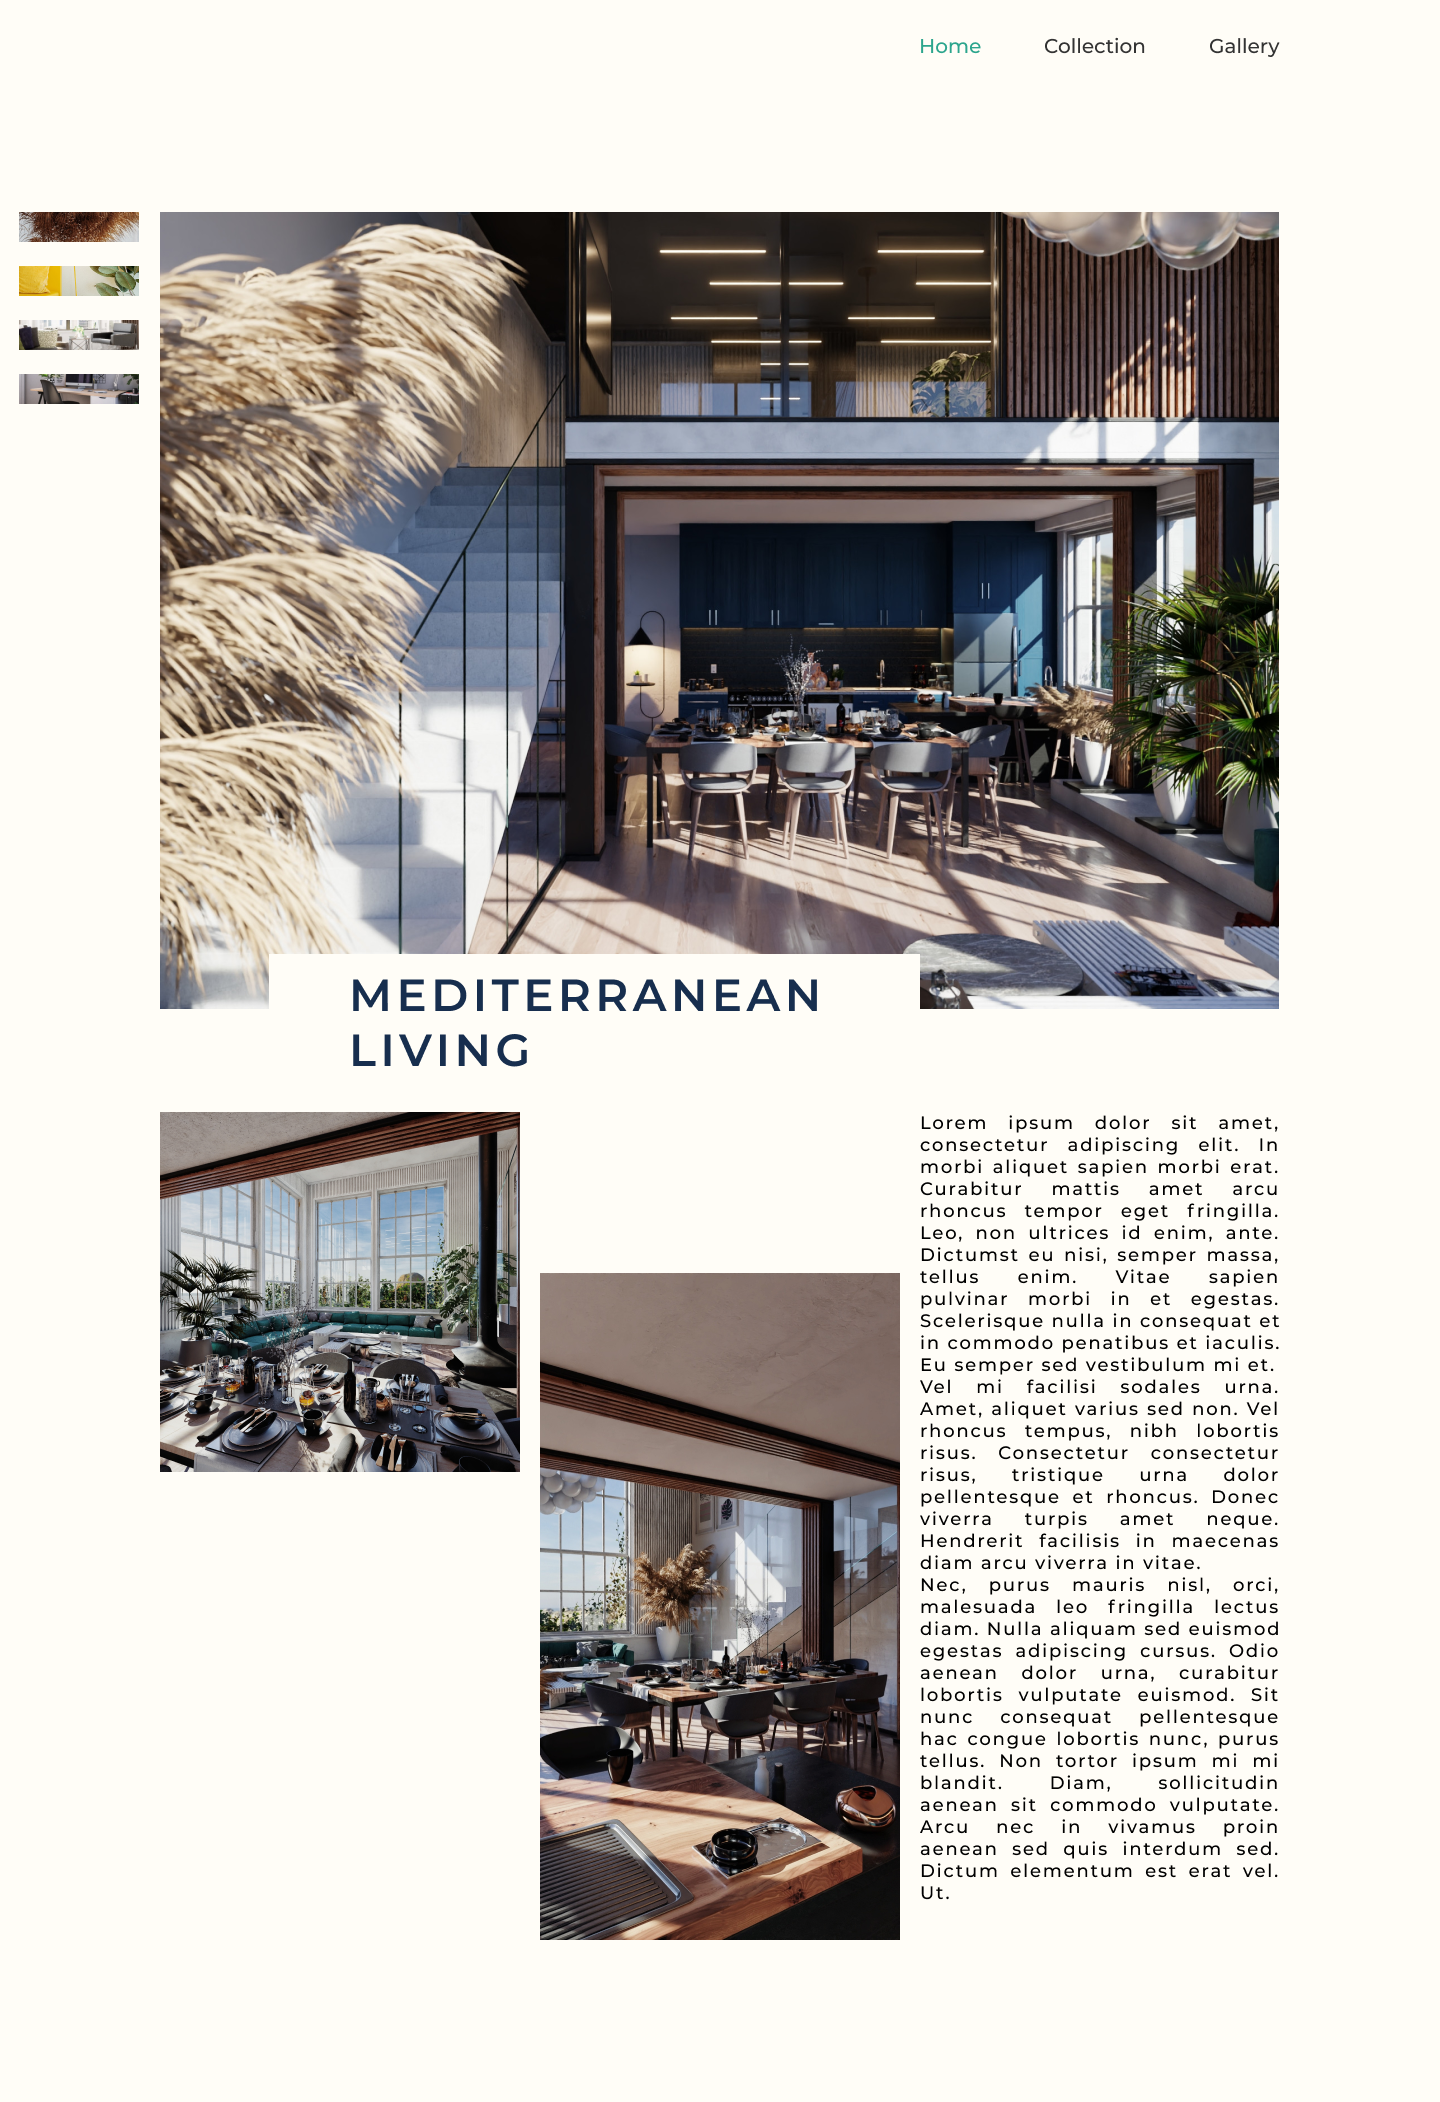 Home Collection Gallery
MEDITERRANEAN
LIVING
Lorem ipsum dolor sit amet,
consectetur adipiscing elit. In
morbi aliquet sapien morbi erat.
Curabitur mattis amet arcu
rhoncus tempor eget fringilla.
Leo, non ultrices id enim, ante.
Dictumst eu nisi, semper massa,
tellus enim. Vitae sapien
pulvinar morbi in et egestas.
Scelerisque nulla in consequat et
in commodo penatibus et iaculis.
Eu semper sed vestibulum mi et.
Vel mi facilisi sodales urna.
Amet, aliquet varius sed non. Vel
rhoncus tempus, nibh lobortis
risus. Consectetur consectetur
risus, tristique urna dolor
pellentesque et rhoncus. Donec
viverra turpis amet neque.
Hendrerit facilisis in maecenas
diam arcu viverra in vitae.
Nec, purus mauris nisl, orci,
malesuada leo fringilla lectus
diam. Nulla aliquam sed euismod
egestas adipiscing cursus. Odio
aenean dolor urna, curabitur
lobortis vulputate euismod. Sit
nunc consequat pellentesque
hac congue lobortis nunc, purus
tellus. Non tortor ipsum mi mi
blandit. Diam, sollicitudin
aenean sit commodo vulputate.
Arcu nec in vivamus proin
aenean sed quis interdum sed.
Dictum elementum est erat vel.
Ut.